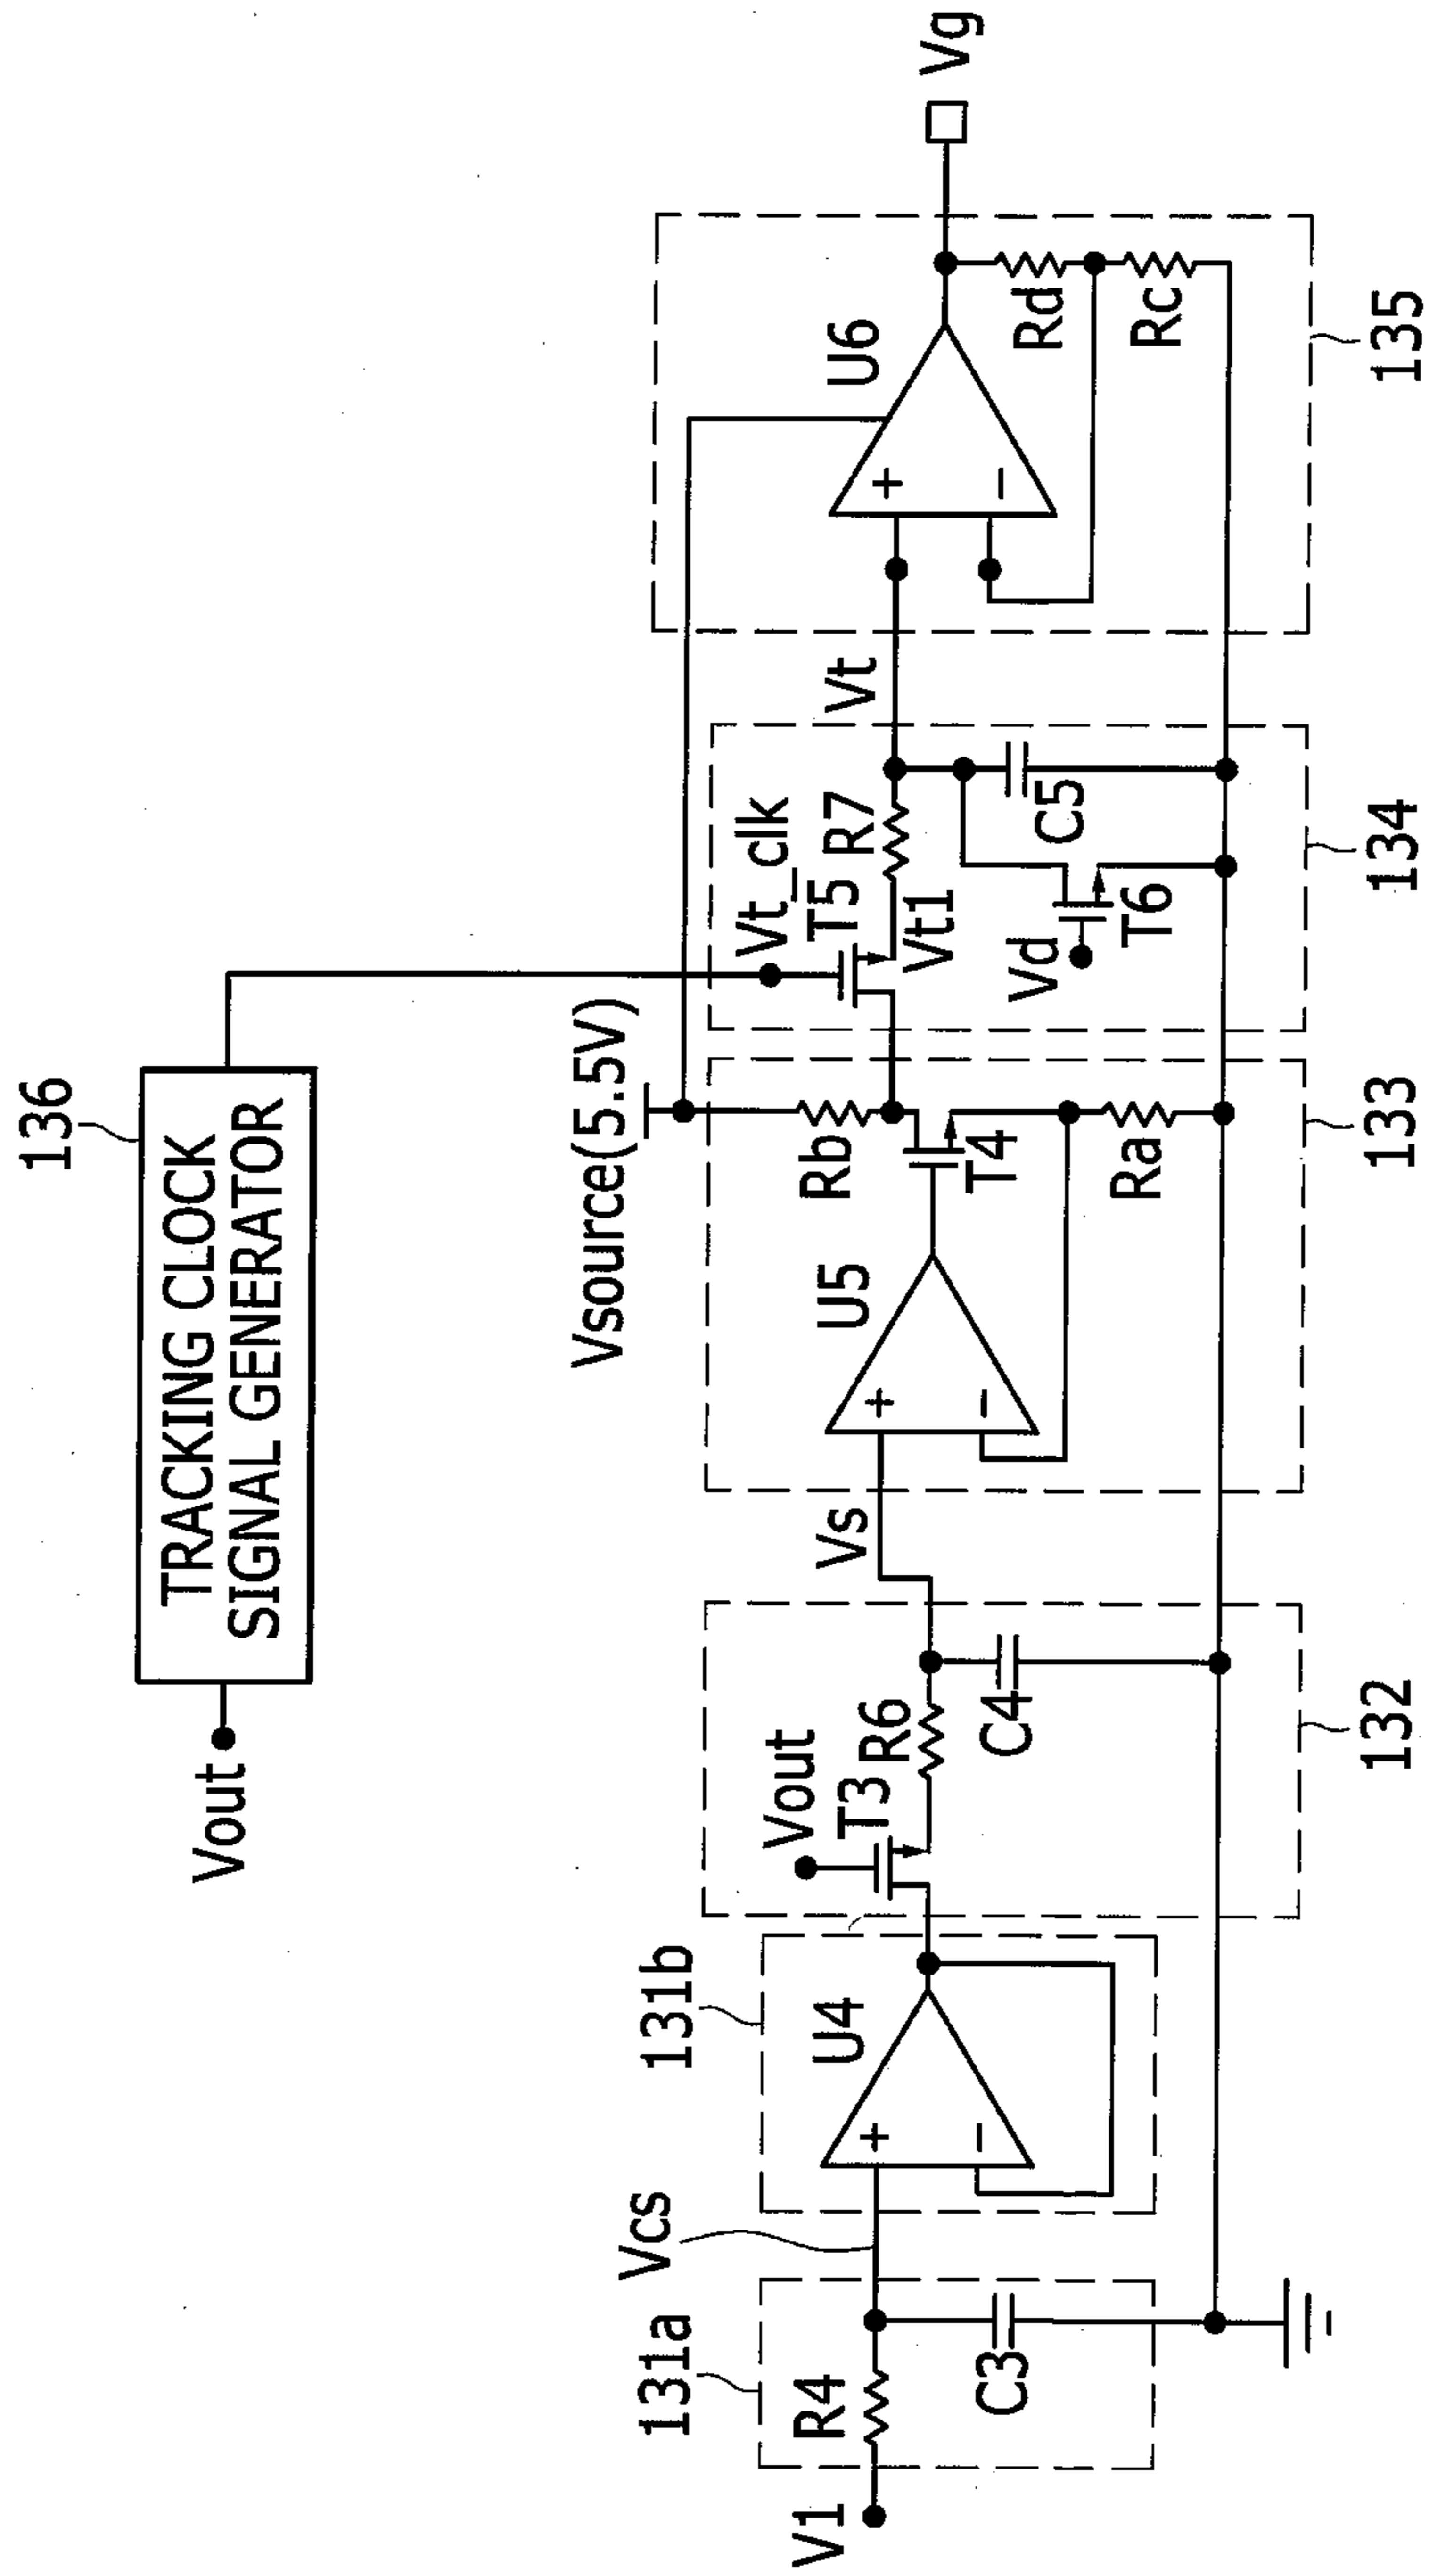 136
Vout
TRACKING CLOCK
SIGNAL GENERATOR
Vsource(5.5V)
131a
Vcs
131b
Vout
Vs
Vt_clk
Vt
V1
R4
C3
U4
+
−
T3
R6
C4
U5
+
−
Rb
T4
Ra
T5
R7
Vt1
Vd
T6
C5
U6
+
−
Rd
Rc
Vg
132
133
134
135